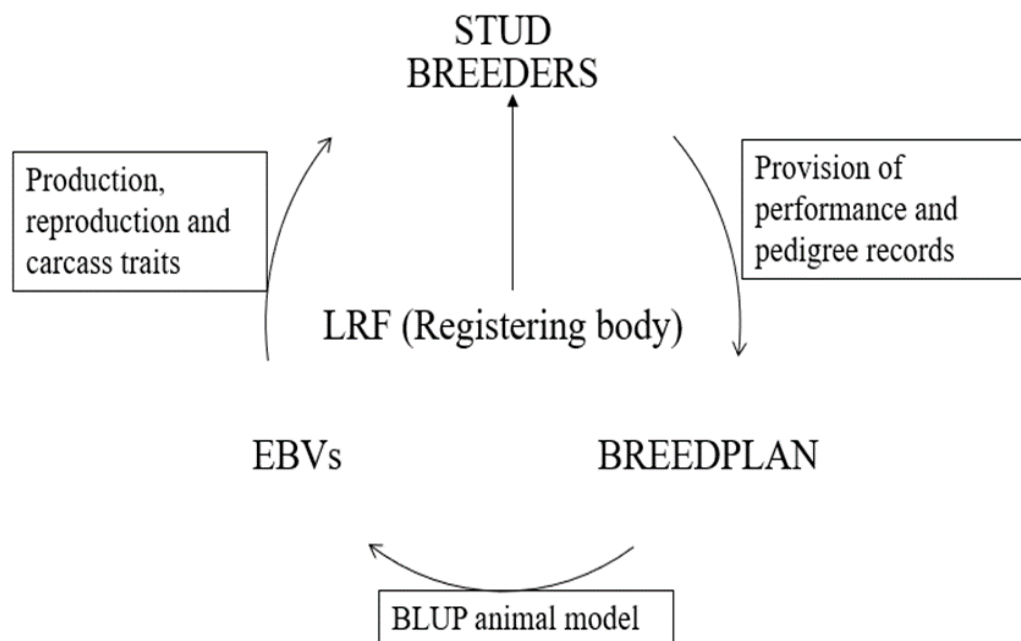 STUD
BREEDERS
Production,
reproduction and
carcass traits
Provision of
performance and
pedigree records
LRF (Registering body)
EBVs
BREEDPLAN
BLUP animal model